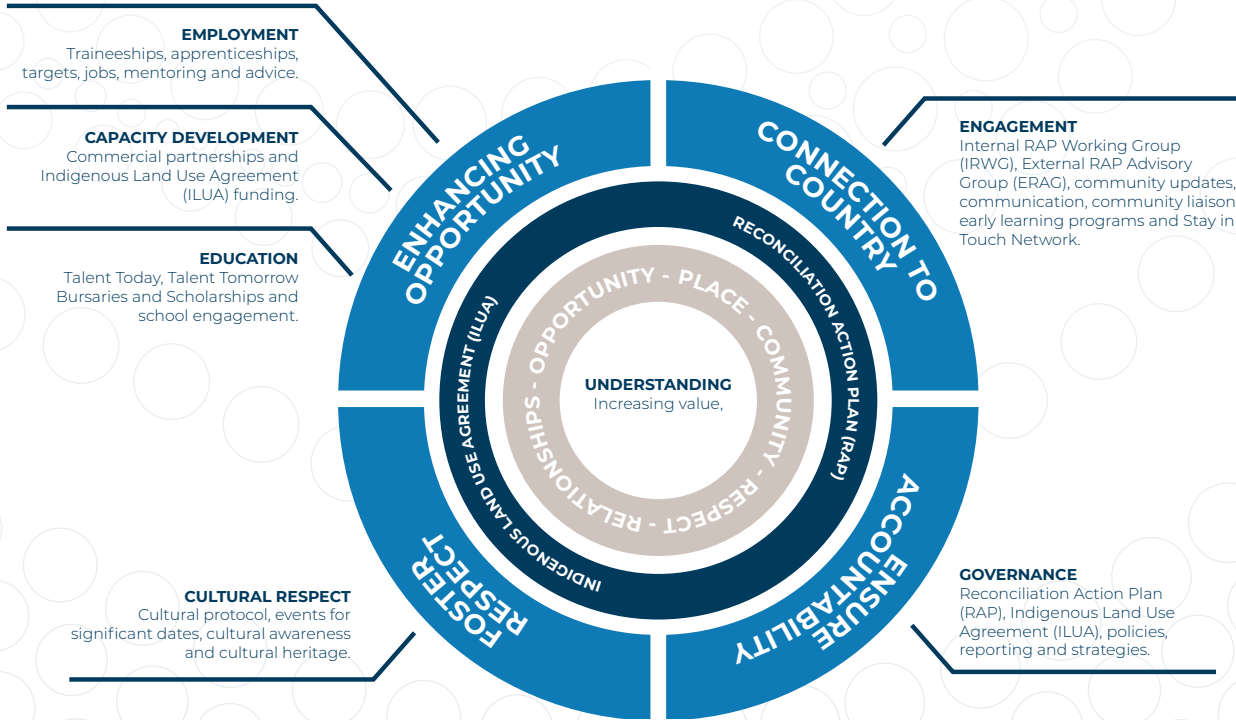 EMPLOYMENT
Traineeships, apprenticeships,
targets, jobs, mentoring and advice.
CAPACITY DEVELOPMENT
Commercial partnerships and
Indigenous Land Use Agreement
(ILUA) funding.
EDUCATION
Talent Today, Talent Tomorrow
Bursaries and Scholarships and
school engagement.
CULTURAL RESPECT
Cultural protocol, events for
significant dates, cultural awareness
and cultural heritage.
ENHANCING
OPPORTUNITY
CONNECTION TO
COUNTRY
FOSTER
RESPECT
ENSURE
ACCOUNTABILITY
INDIGENOUS LAND USE AGREEMENT (ILUA)
RECONCILIATION ACTION PLAN (RAP)
OPPORTUNITY - PLACE - COMMUNITY - RESPECT - RELATIONSHIPS -
UNDERSTANDING
Increasing value,
ENGAGEMENT
Internal RAP Working Group
(IRWG), External RAP Advisory
Group (ERAG), community updates,
communication, community liaison
early learning programs and Stay in
Touch Network.
GOVERNANCE
Reconciliation Action Plan
(RAP), Indigenous Land Use
Agreement (ILUA), policies,
reporting and strategies.